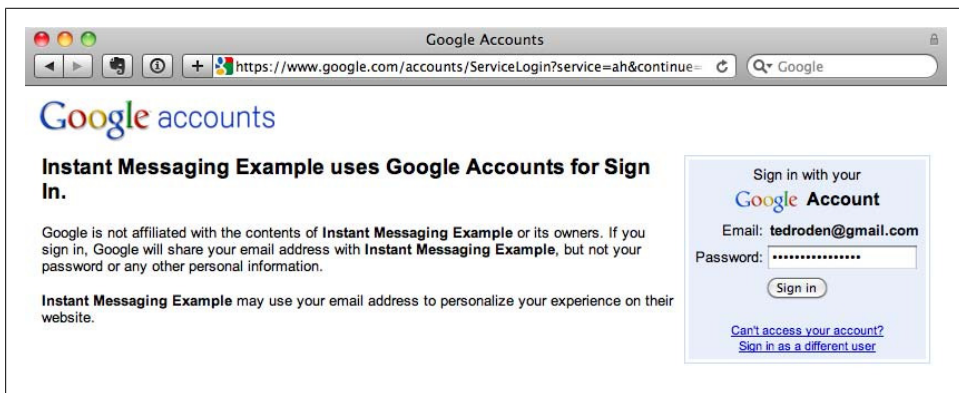 Google Accounts
https://www.google.com/accounts/ServiceLogin?service=ah&continue=
Google
Google accounts
Instant Messaging Example uses Google Accounts for Sign
In.
Google is not affiliated with the contents of Instant Messaging Example or its owners. If you
sign in, Google will share your email address with Instant Messaging Example, but not your
password or any other personal information.
Instant Messaging Example may use your email address to personalize your experience on their
website.
Sign in with your
Google Account
Email: tedroden@gmail.com
Password: ••••••••••••••••
Sign in
Can't access your account?
Sign in as a different user